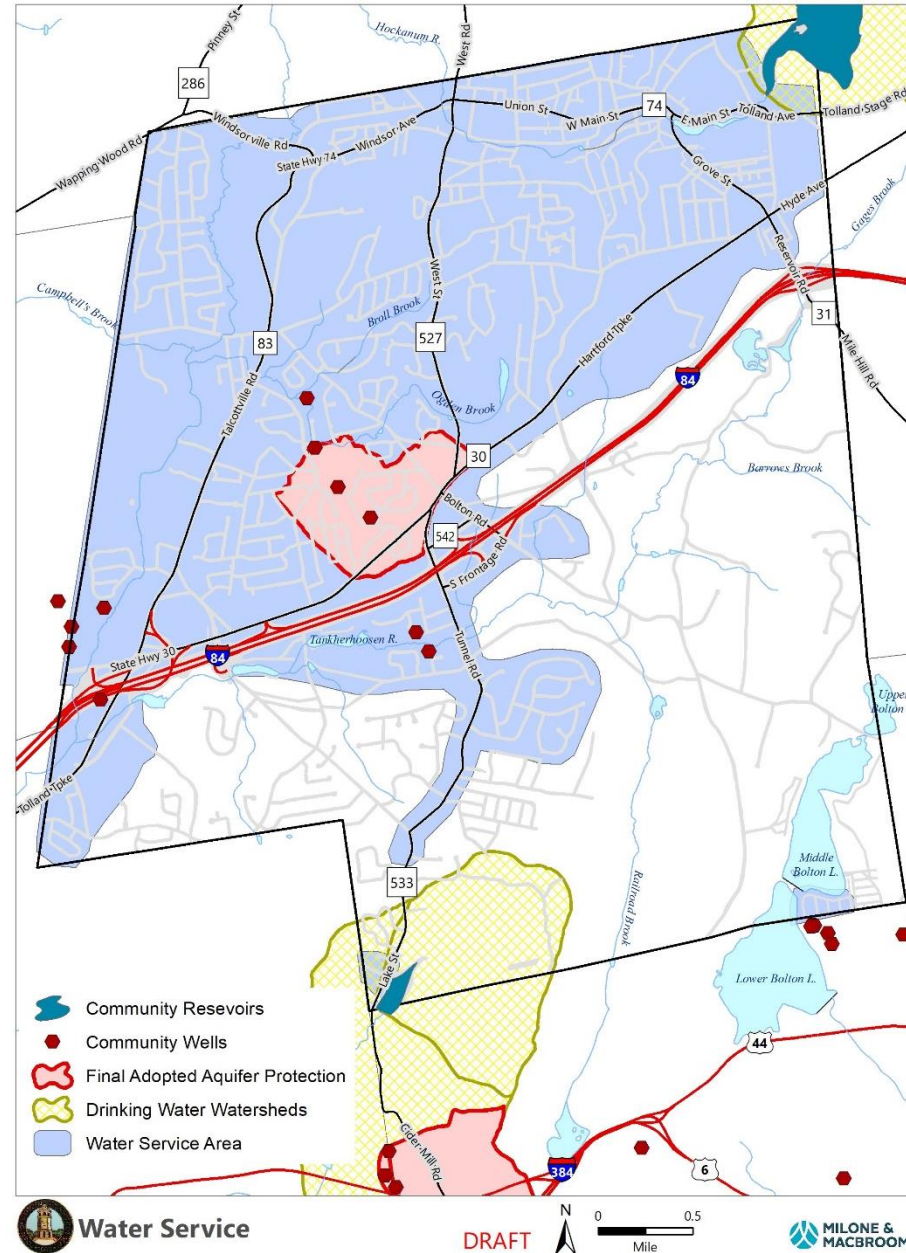 Pinney St
Hockanum R.
West Rd
286
Windsorville Rd
Union St
74
W Main St
E Main St
Tolland Ave
Tolland Stage Rd
Wapping Wood Rd
State Hwy 74
Windsor Ave
Grove St
Hyde Ave
Gages Brook
Reservoir Rd
West St
Campbell's Brook
Broll Brook
31
83
527
Hartford Tpke
Mile Hill Rd
84
Talcottville Rd
Ogden Brook
30
Barrows Brook
Bolton Rd
542
S Frontage Rd
Tankherhoosen R.
State Hwy 30
84
Tunnel Rd
Upper
Bolton
Tolland Tpke
Middle
Bolton L.
533
Railroad Brook
Lake St
Lower Bolton L.
Community Resevoirs
Community Wells
44
Final Adopted Aquifer Protection
Drinking Water Watersheds
Water Service Area
Cider Mill Rd
384
6
Water Service
DRAFT
N
0 0.5
Mile
MILONE &
MACBROOM